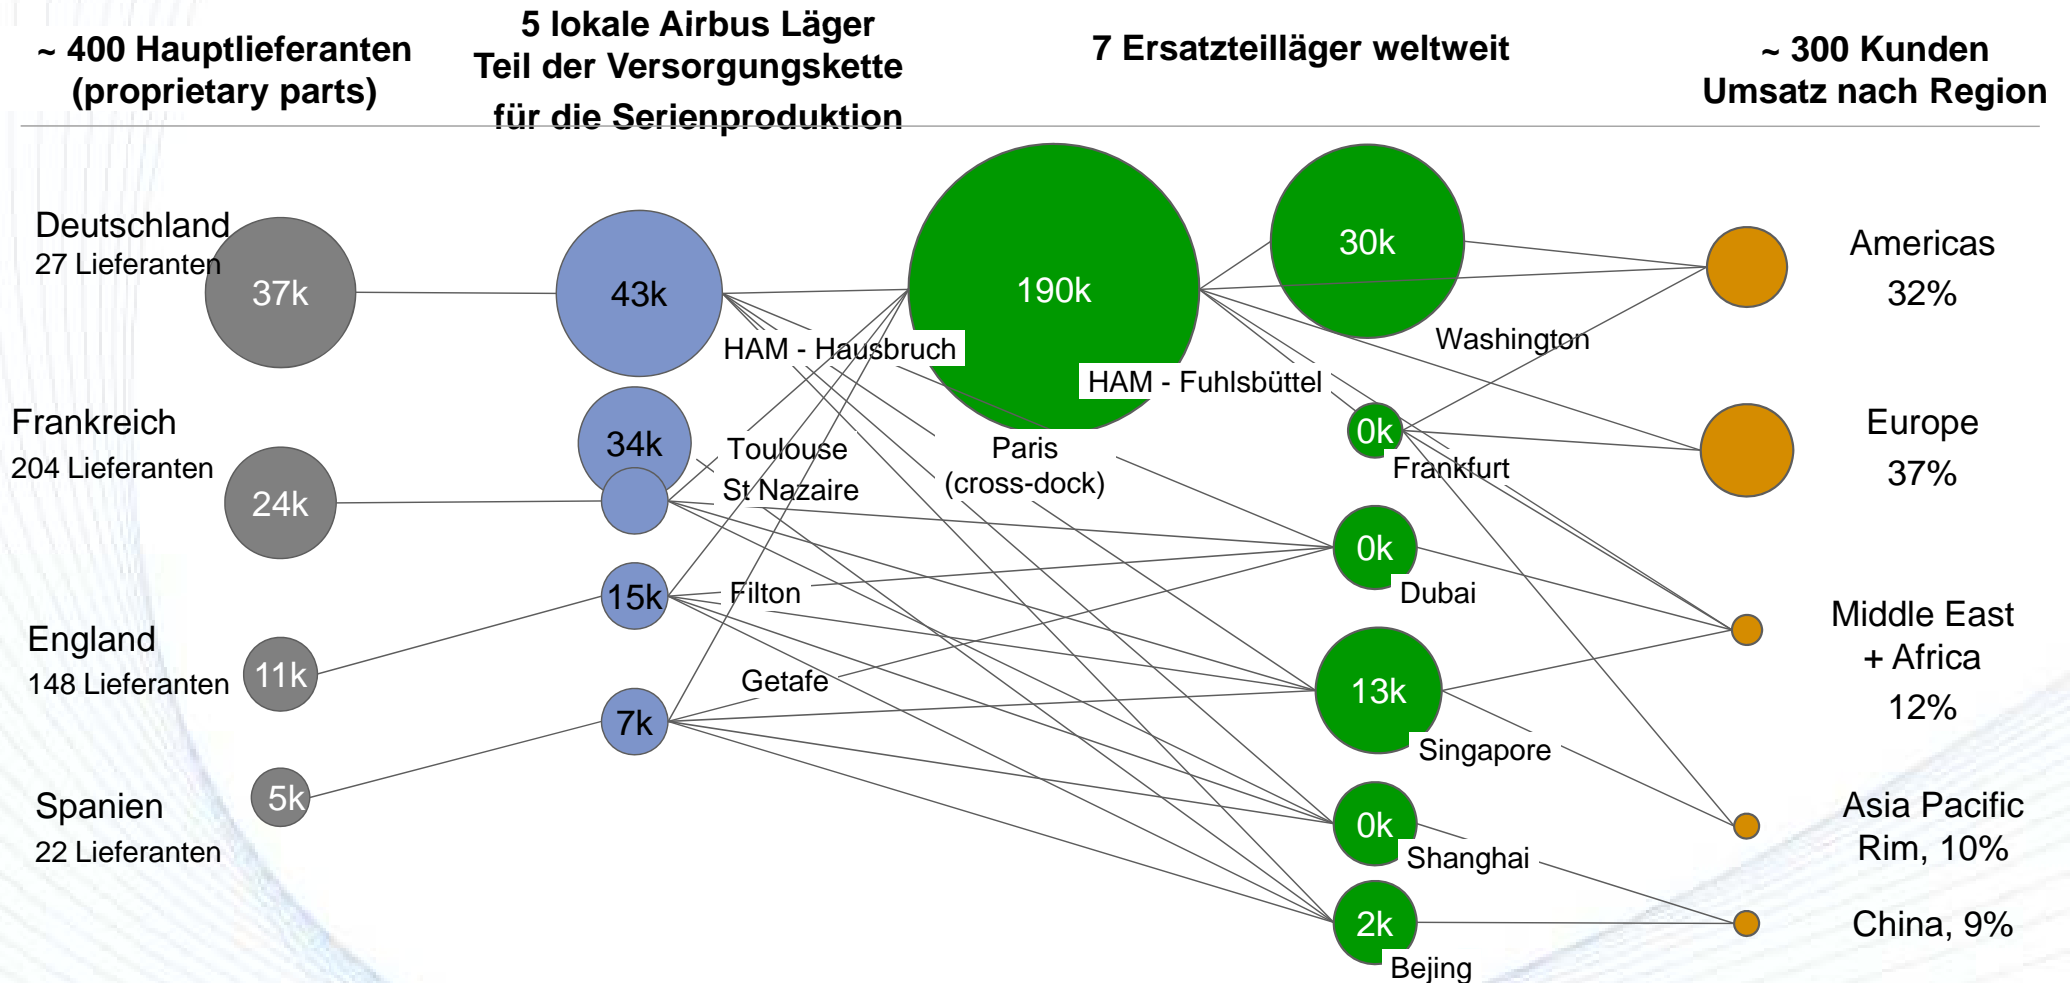 ~ 400 Hauptlieferanten
(proprietary parts)
5 lokale Airbus Läger
Teil der Versorgungskette
für die Serienproduktion
7 Ersatzteilläger weltweit
~ 300 Kunden
Umsatz nach Region
Deutschland
27 Lieferanten
37k
Frankreich
204 Lieferanten
24k
England
148 Lieferanten
11k
Spanien
22 Lieferanten
5k
43k
HAM - Hausbruch
34k
Toulouse
St Nazaire
15k
Filton
7k
Getafe
190k
HAM - Fuhlsbüttel
Paris
(cross-dock)
30k
Washington
0k
Frankfurt
0k
Dubai
13k
Singapore
0k
Shanghai
2k
Bejing
Americas
32%
Europe
37%
Middle East
+ Africa
12%
Asia Pacific
Rim, 10%
China, 9%